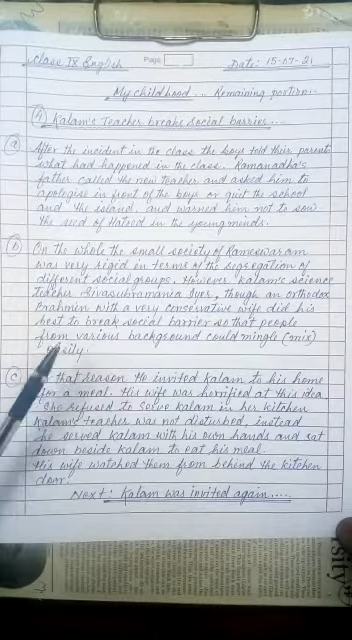 Class IX English Page Date: 15-07-21
My childhood... Remaining portion...
④ Kalam's Teacher breaks social barrier....
ⓐ After the incident in the class the boys told their parents
what had happened in the class. Ramanadha's
father called the new teacher and asked him to
apologise in front of the boys or quit the school
and the island, and warned him not to sow
the seed of Hatred in the young minds.
ⓑ On the whole the small society of Rameswaram
was very rigid in terms of the segregation of
different social groups. However kalam's science
teacher Sivasubramania Iyer, though an orthodox
Brahmin with a very conservative wife did his
best to break social barrier so that people
from various background could mingle (mix)
easily.
ⓒ that reason. He invited kalam to his home
for a meal. His wife was horrified at this idea
She refused to serve kalam in her kitchen
kalam's teacher was not disturbed, instead
he served kalam with his own hands and sat
down beside kalam to eat his meal.
His wife watched them from behind the kitchen
door.
Next: Kalam was invited again.....